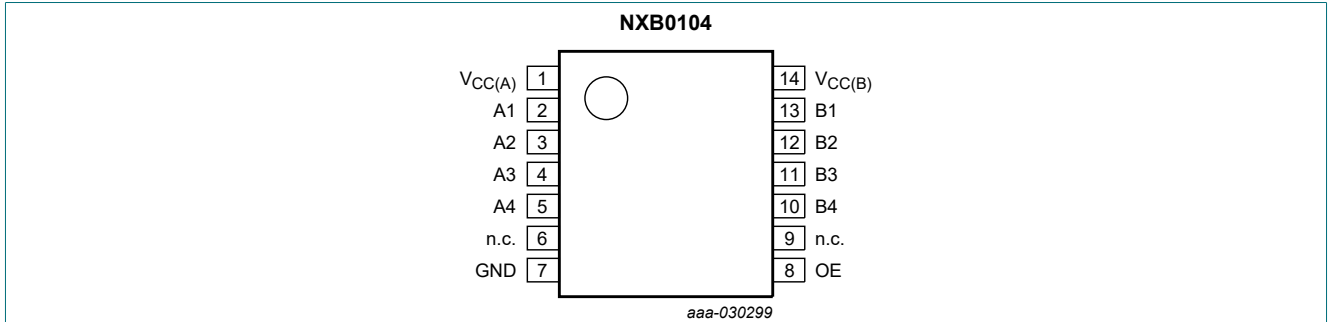 NXB0104
VCC(A) 1 14 VCC(B)
A1 2 13 B1
A2 3 12 B2
A3 4 11 B3
A4 5 10 B4
n.c. 6 9 n.c.
GND 7 8 OE
aaa-030299